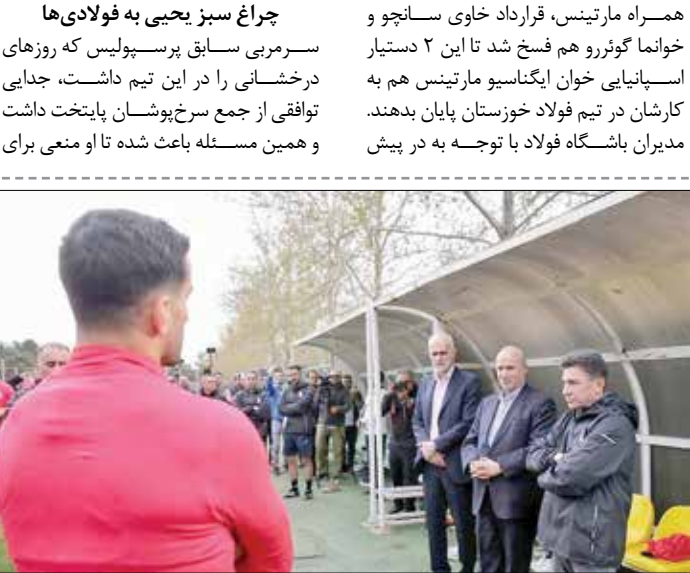 همراه مارتینس، قرارداد خاوی سانچو و
خوانما گوئررو هم فسخ شد تا این ۲ دستیار
اسپانیایی خوان ایگناسیو مارتینس هم به
کارشان در تیم فولاد خوزستان پایان بدهند.
مدیران باشگاه فولاد با توجه به در پیش
چراغ سبز یحیی به فولادی‌ها
سرمربی سابق پرسپولیس که روزهای
درخشانی را در این تیم داشت، جدایی
توافقی از جمع سرخ‌پوشان پایتخت داشت
و همین مسئله باعث شده تا او منعی برای